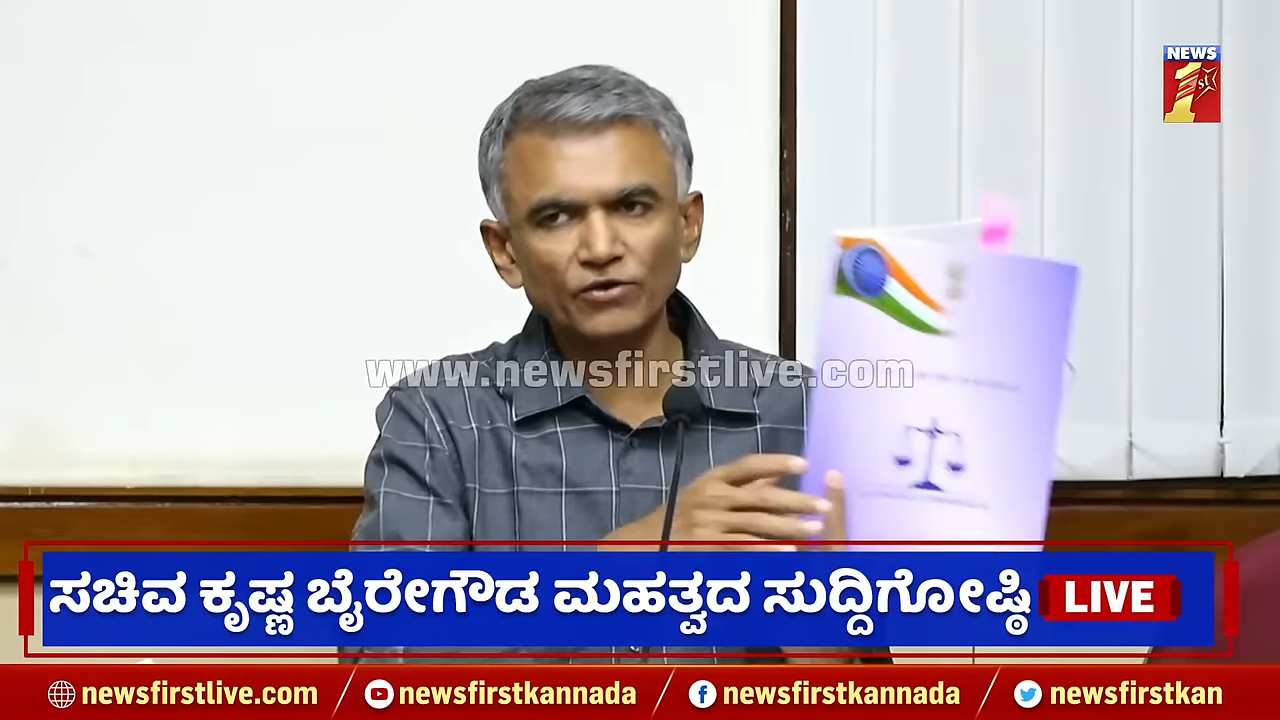 NEWS
1st
www.newsfirstlive.com
ಸಚಿವ ಕೃಷ್ಣ ಬೈರೇಗೌಡ ಮಹತ್ವದ ಸುದ್ದಿಗೋಷ್ಠಿ LIVE
newsfirstlive.com newsfirstkannada newsfirstkannada newsfirstkan